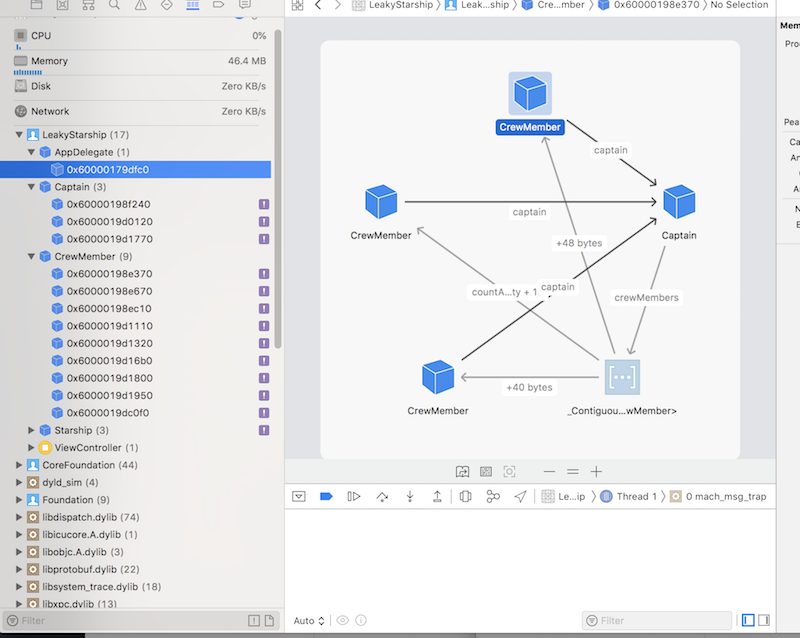 LeakyStarship
Leak...ship
Cre...mber
0x60000198e370
No Selection
CPU
0%
Memory
46.4 MB
Disk
Zero KB/s
Network
Zero KB/s
LeakyStarship (17)
AppDelegate (1)
0x60000179dfc0
Captain (3)
0x60000198f240
0x6000019d0120
0x6000019d1770
CrewMember (9)
0x60000198e370
0x60000198e670
0x60000198ec10
0x6000019d1110
0x6000019d1320
0x6000019d16b0
0x6000019d1800
0x6000019d1950
0x6000019dc0f0
Starship (3)
ViewController (1)
CoreFoundation (44)
dyld_sim (4)
Foundation (9)
libdispatch.dylib (74)
libicucore.A.dylib (1)
libobjc.A.dylib (3)
libprotobuf.dylib (22)
libsystem_trace.dylib (18)
libxpc.dylib (13)
Filter
CrewMember
captain
CrewMember
captain
Captain
+48 bytes
countA...ty + 1
captain
crewMembers
CrewMember
+40 bytes
_Contiguou...wMember>
Le...ip
Thread 1
0 mach_msg_trap
Auto
Filter
Mem
Proc
Pea
Ca